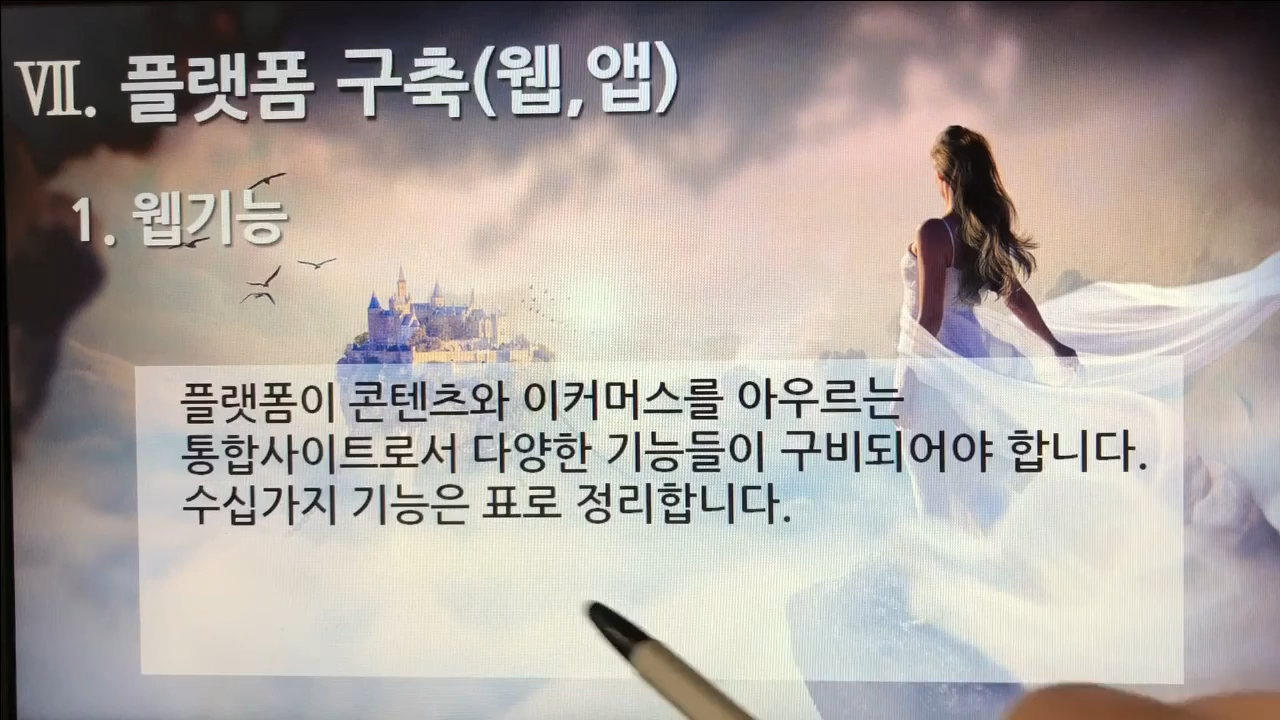 Ⅶ. 플랫폼 구축(웹,앱)
1. 웹기능
플랫폼이 콘텐츠와 이커머스를 아우르는
통합사이트로서 다양한 기능들이 구비되어야 합니다.
수십가지 기능은 표로 정리합니다.